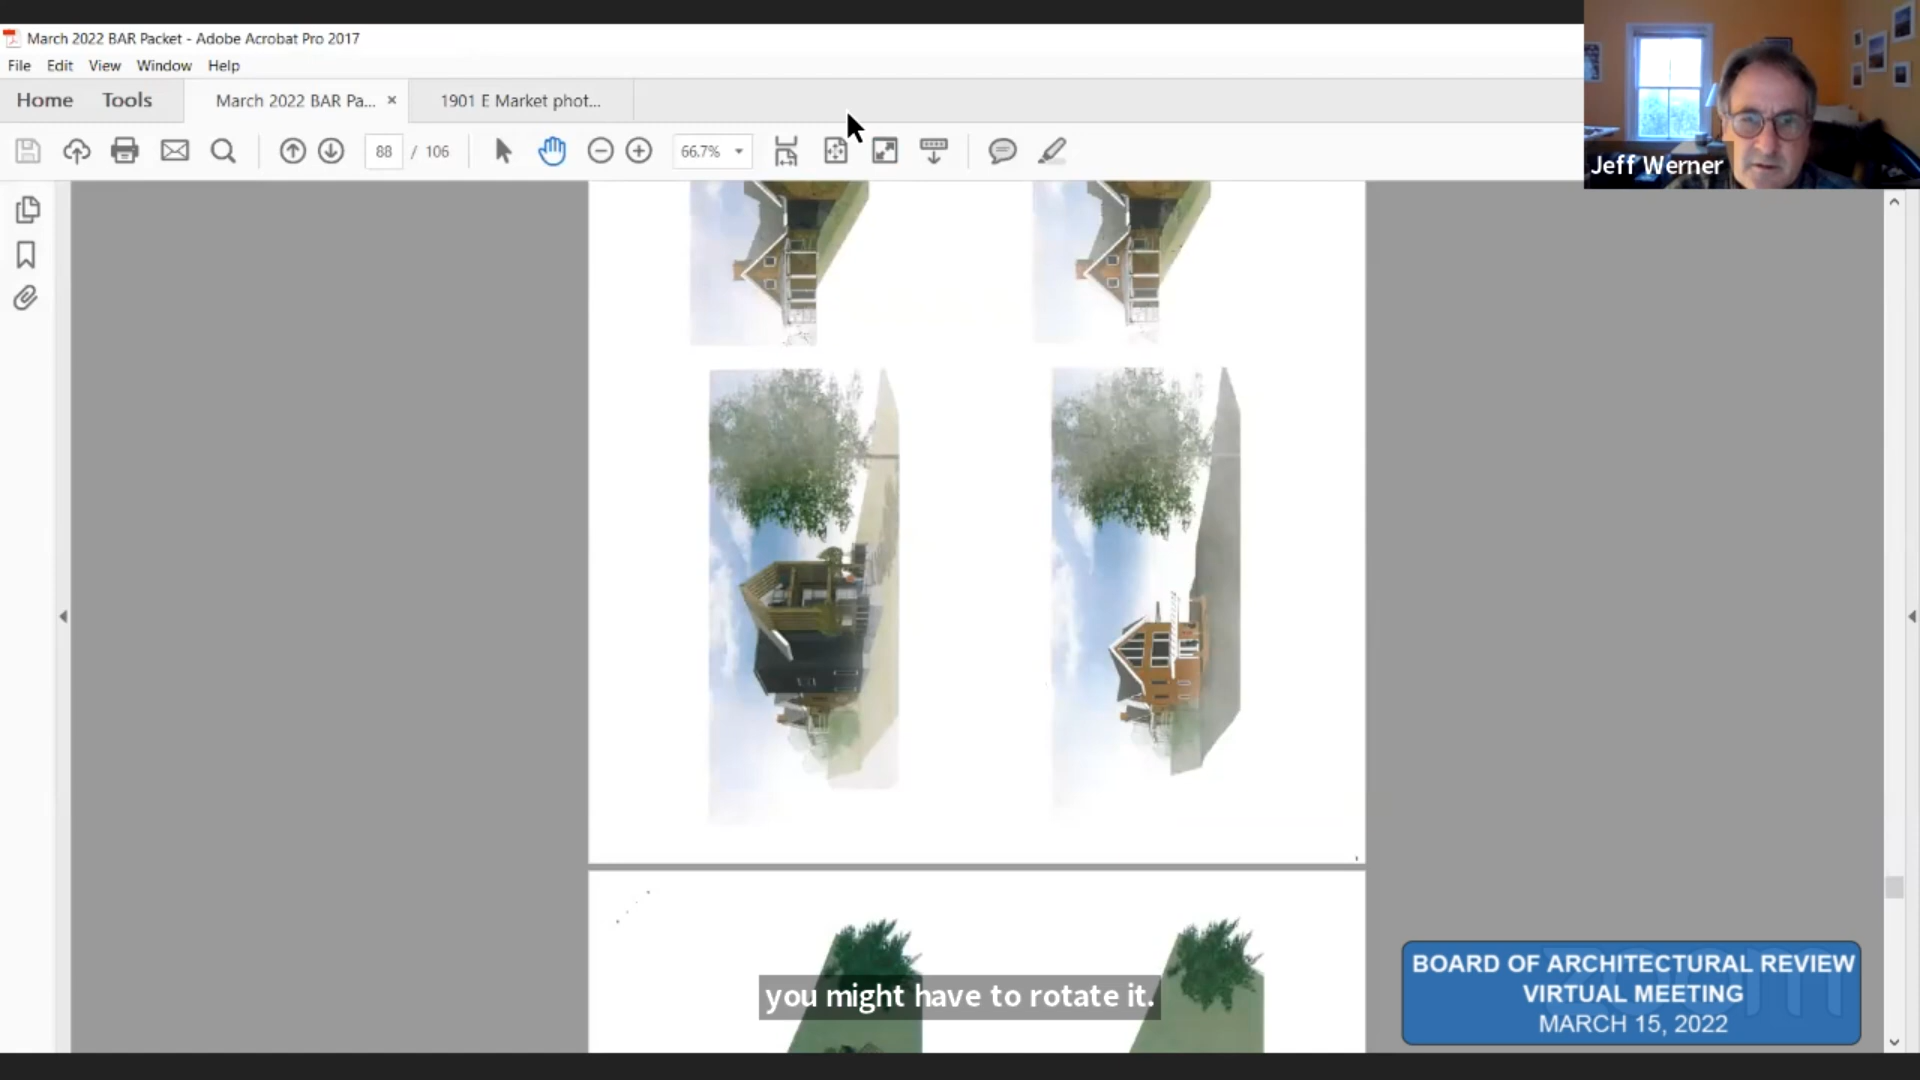 March 2022 BAR Packet - Adobe Acrobat Pro 2017
File Edit View Window Help
Home Tools March 2022 BAR Pa... × 1901 E Market phot...
88 / 106 66.7%
Jeff Werner
you might have to rotate it.
zoom
BOARD OF ARCHITECTURAL REVIEW
VIRTUAL MEETING
MARCH 15, 2022